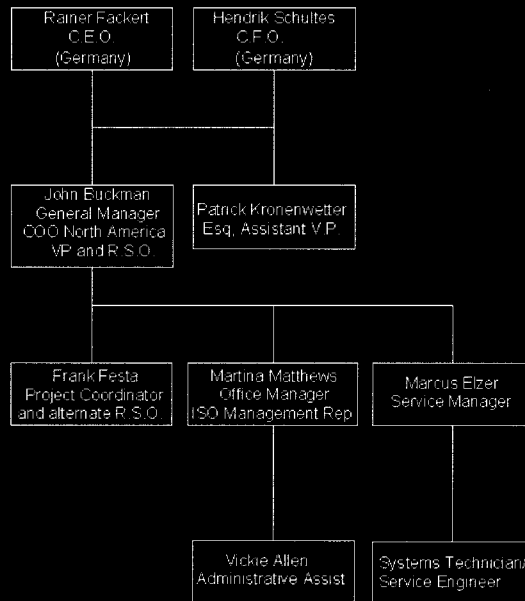 Rainer Fackert
C.E.O.
(Germany)
Hendrik Schultes
C.F.O.
(Germany)
John Buckman
General Manager
COO North America
VP and R.S.O.
Patrick Kronenwetter
Esq, Assistant V.P.
Frank Festa
Project Coordinator
and alternate R.S.O.
Martina Matthews
Office Manager
ISO Management Rep
Marcus Elzer
Service Manager
Vickie Allen
Administrative Assist
Systems Technician/
Service Engineer